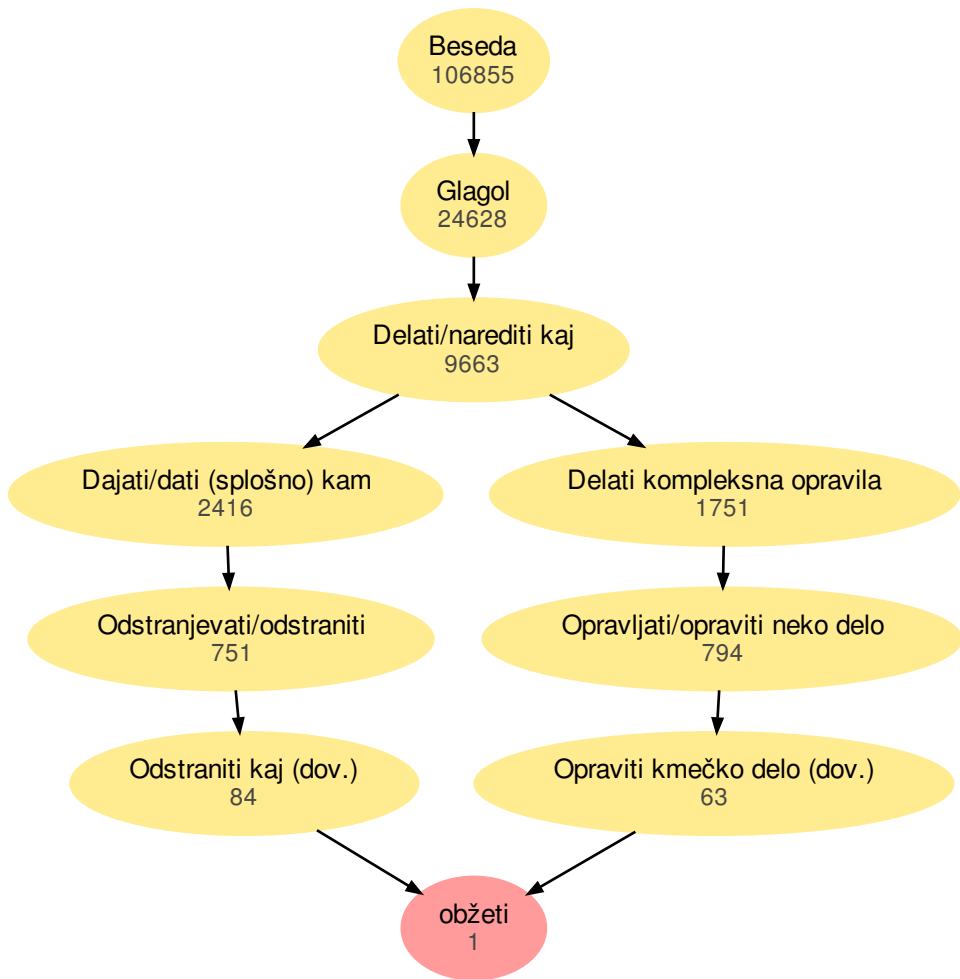 Beseda
106855
Glagol
24628
Delati/narediti kaj
9663
Dajati/dati (splošno) kam
2416
Delati kompleksna opravila
1751
Odstranjevati/odstraniti
751
Opravljati/opraviti neko delo
794
Odstraniti kaj (dov.)
84
Opraviti kmečko delo (dov.)
63
obžeti
1